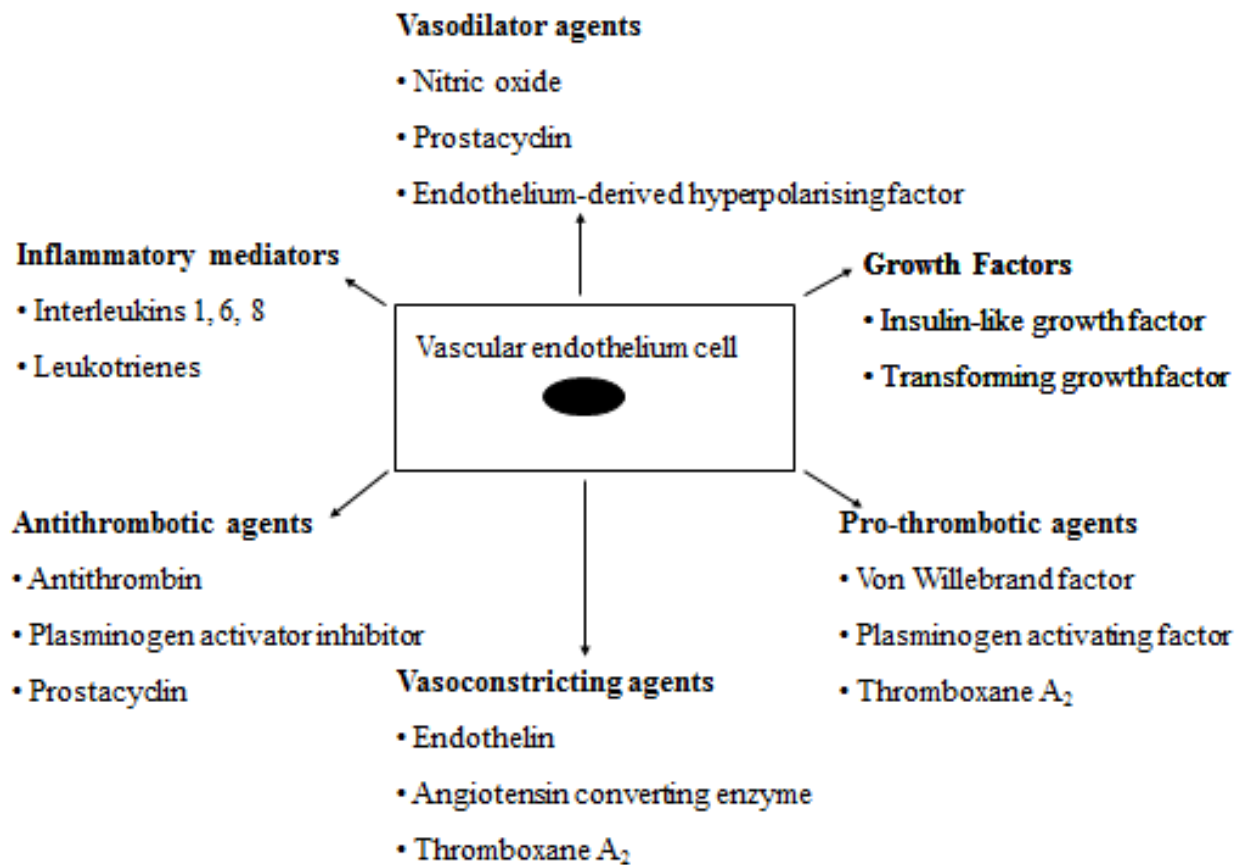 Vasodilator agents
• Nitric oxide
• Prostacyclin
• Endothelium-derived hyperpolarising factor
Inflammatory mediators
• Interleukins 1, 6, 8
• Leukotrienes
Growth Factors
• Insulin-like growth factor
• Transforming growth factor
Vascular endothelium cell
Antithrombotic agents
• Antithrombin
• Plasminogen activator inhibitor
• Prostacyclin
Pro-thrombotic agents
• Von Willebrand factor
• Plasminogen activating factor
• Thromboxane A₂
Vasoconstricting agents
• Endothelin
• Angiotensin converting enzyme
• Thromboxane A₂